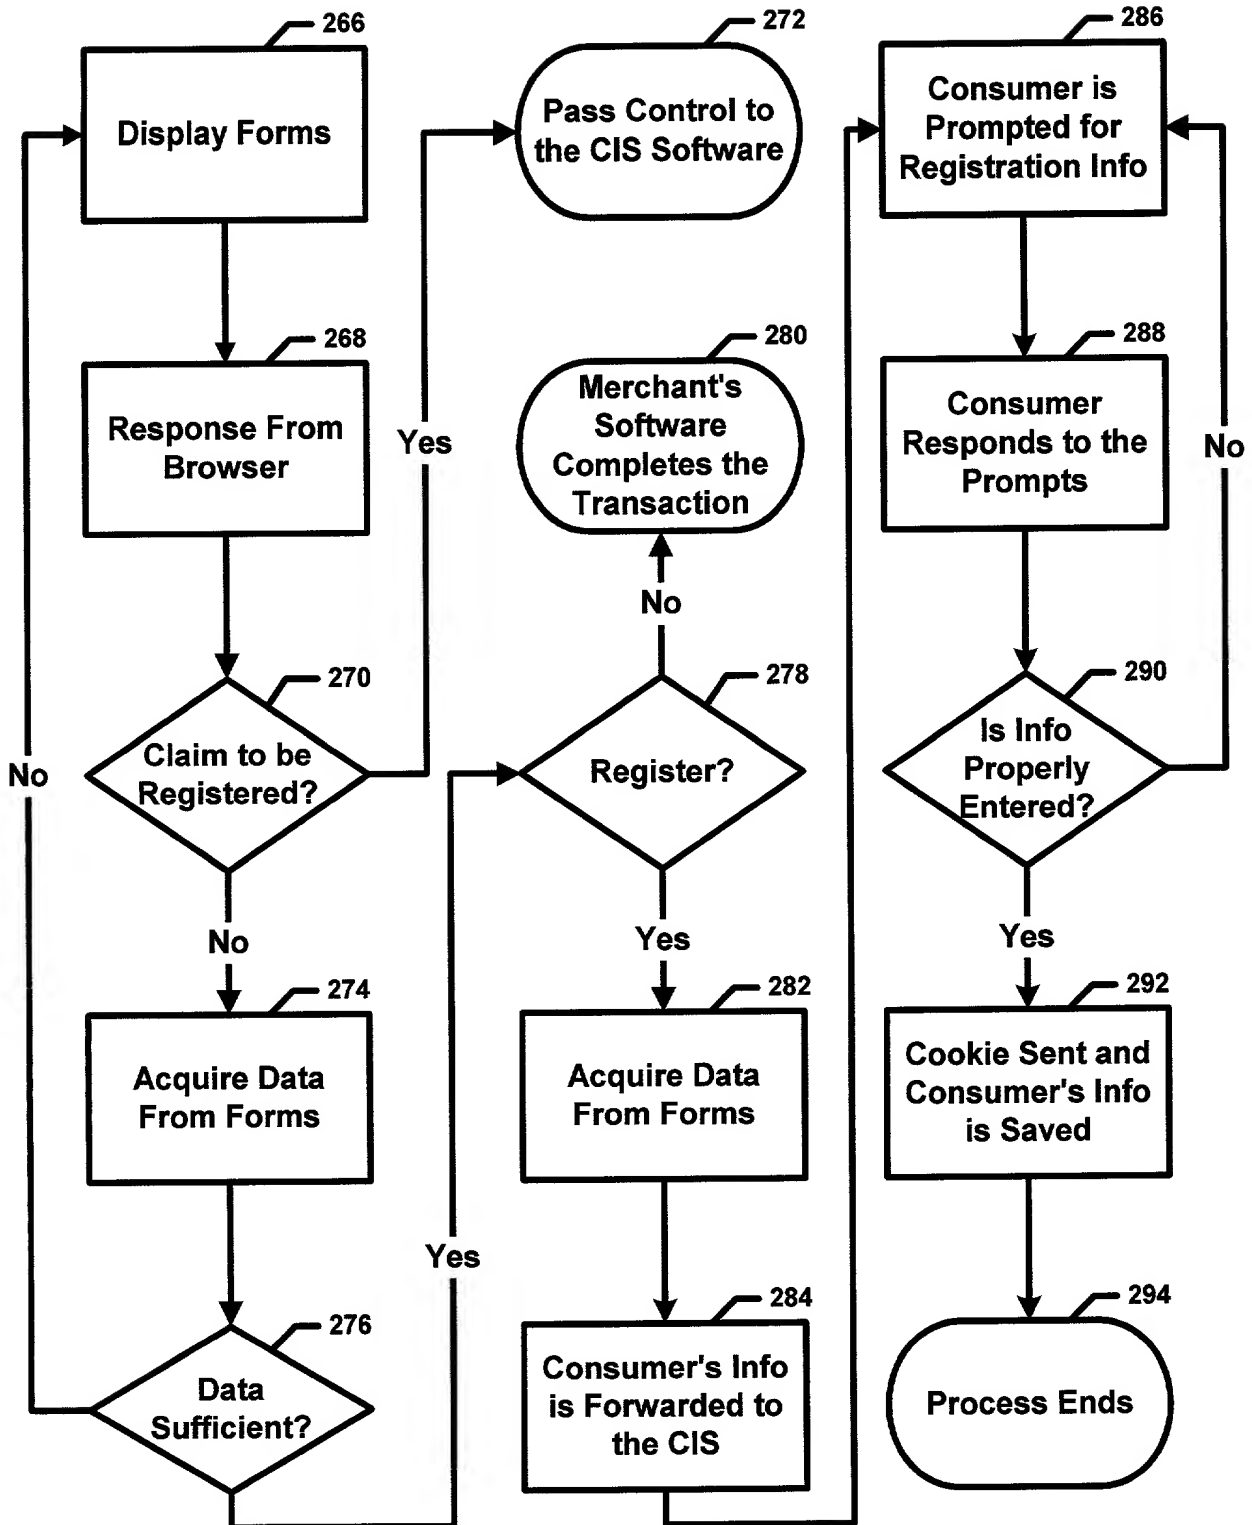 266
Display Forms
268
Response From
Browser
270
Claim to be
Registered?
No
Yes
No
274
Acquire Data
From Forms
276
Data
Sufficient?
Yes
272
Pass Control to
the CIS Software
280
Merchant's
Software
Completes the
Transaction
No
278
Register?
Yes
282
Acquire Data
From Forms
284
Consumer's Info
is Forwarded to
the CIS
286
Consumer is
Prompted for
Registration Info
288
Consumer
Responds to the
Prompts
No
290
Is Info
Properly
Entered?
Yes
292
Cookie Sent and
Consumer's Info
is Saved
294
Process Ends